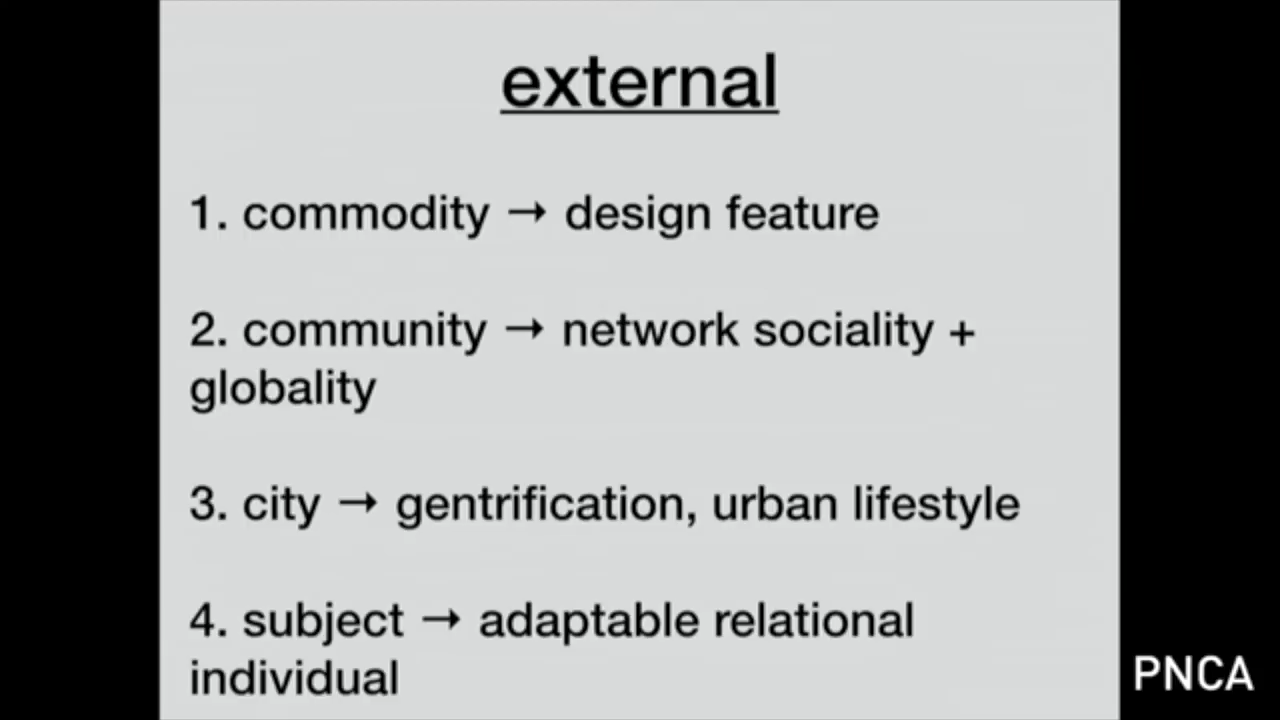 external
1. commodity → design feature
2. community → network sociality +
globality
3. city → gentrification, urban lifestyle
4. subject → adaptable relational
individual
PNCA